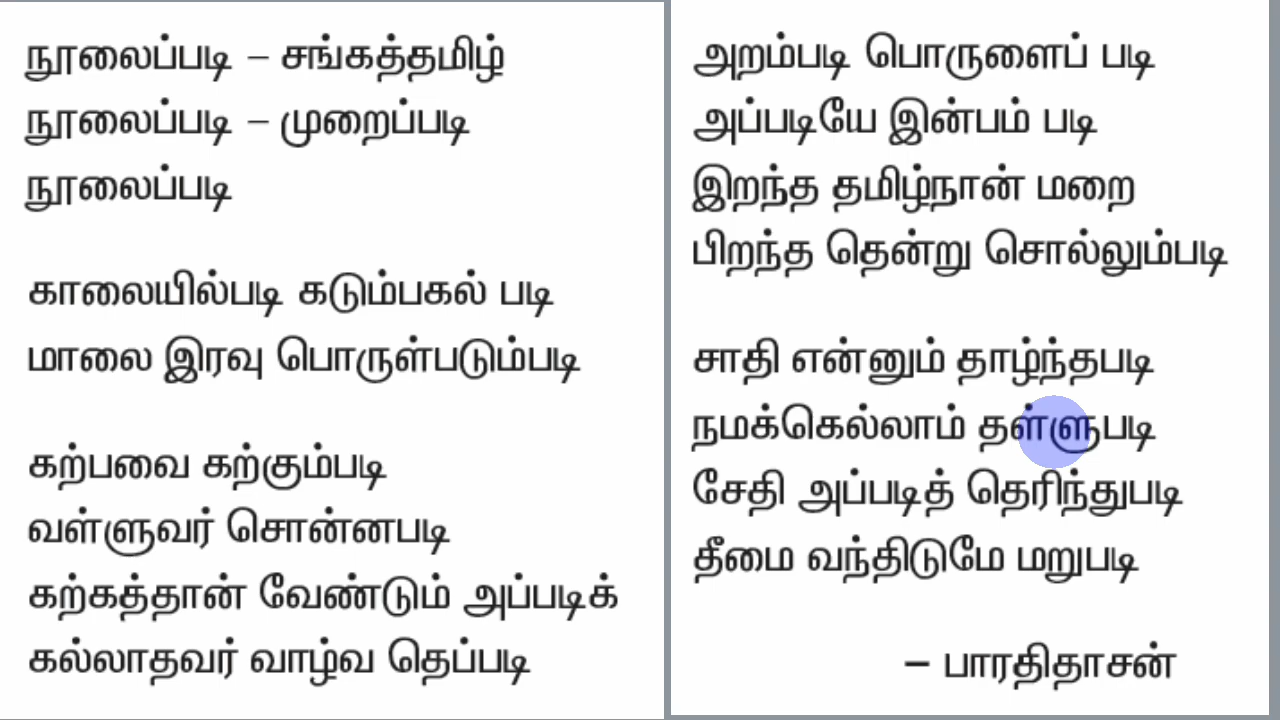 நூலைப்படி – சங்கத்தமிழ்
நூலைப்படி – முறைப்படி
நூலைப்படி
காலையில்படி கடும்பகல் படி
மாலை இரவு பொருள்படும்படி
கற்பவை கற்கும்படி
வள்ளுவர் சொன்னபடி
கற்கத்தான் வேண்டும் அப்படிக்
கல்லாதவர் வாழ்வ தெப்படி
அறம்படி பொருளைப் படி
அப்படியே இன்பம் படி
இறந்த தமிழ்நான் மறை
பிறந்த தென்று சொல்லும்படி
சாதி என்னும் தாழ்ந்தபடி
நமக்கெல்லாம் தள்ளுபடி
சேதி அப்படித் தெரிந்துபடி
தீமை வந்திடுமே மறுபடி
– பாரதிதாசன்